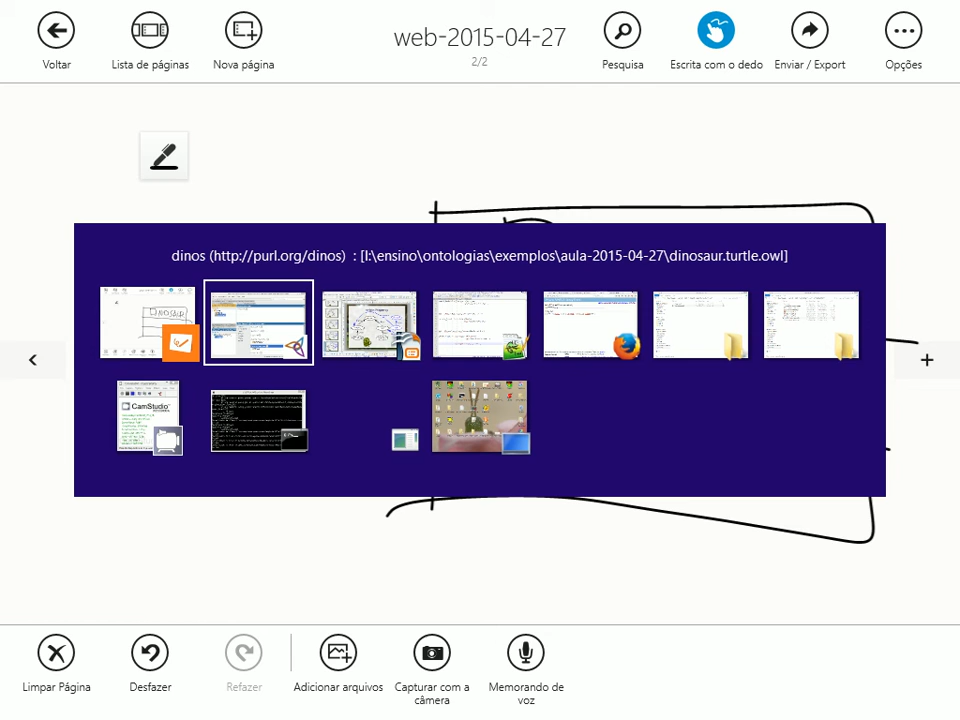 Voltar
Lista de páginas
Nova página
web-2015-04-27
2/2
Pesquisa
Escrita com o dedo
Enviar / Export
Opções
dinos (http://purl.org/dinos) : [I:\ensino\ontologias\exemplos\aula-2015-04-27\dinosaur.turtle.owl]
CamStudio
Limpar Página
Desfazer
Refazer
Adicionar arquivos
Capturar com a
câmera
Memorando de
voz